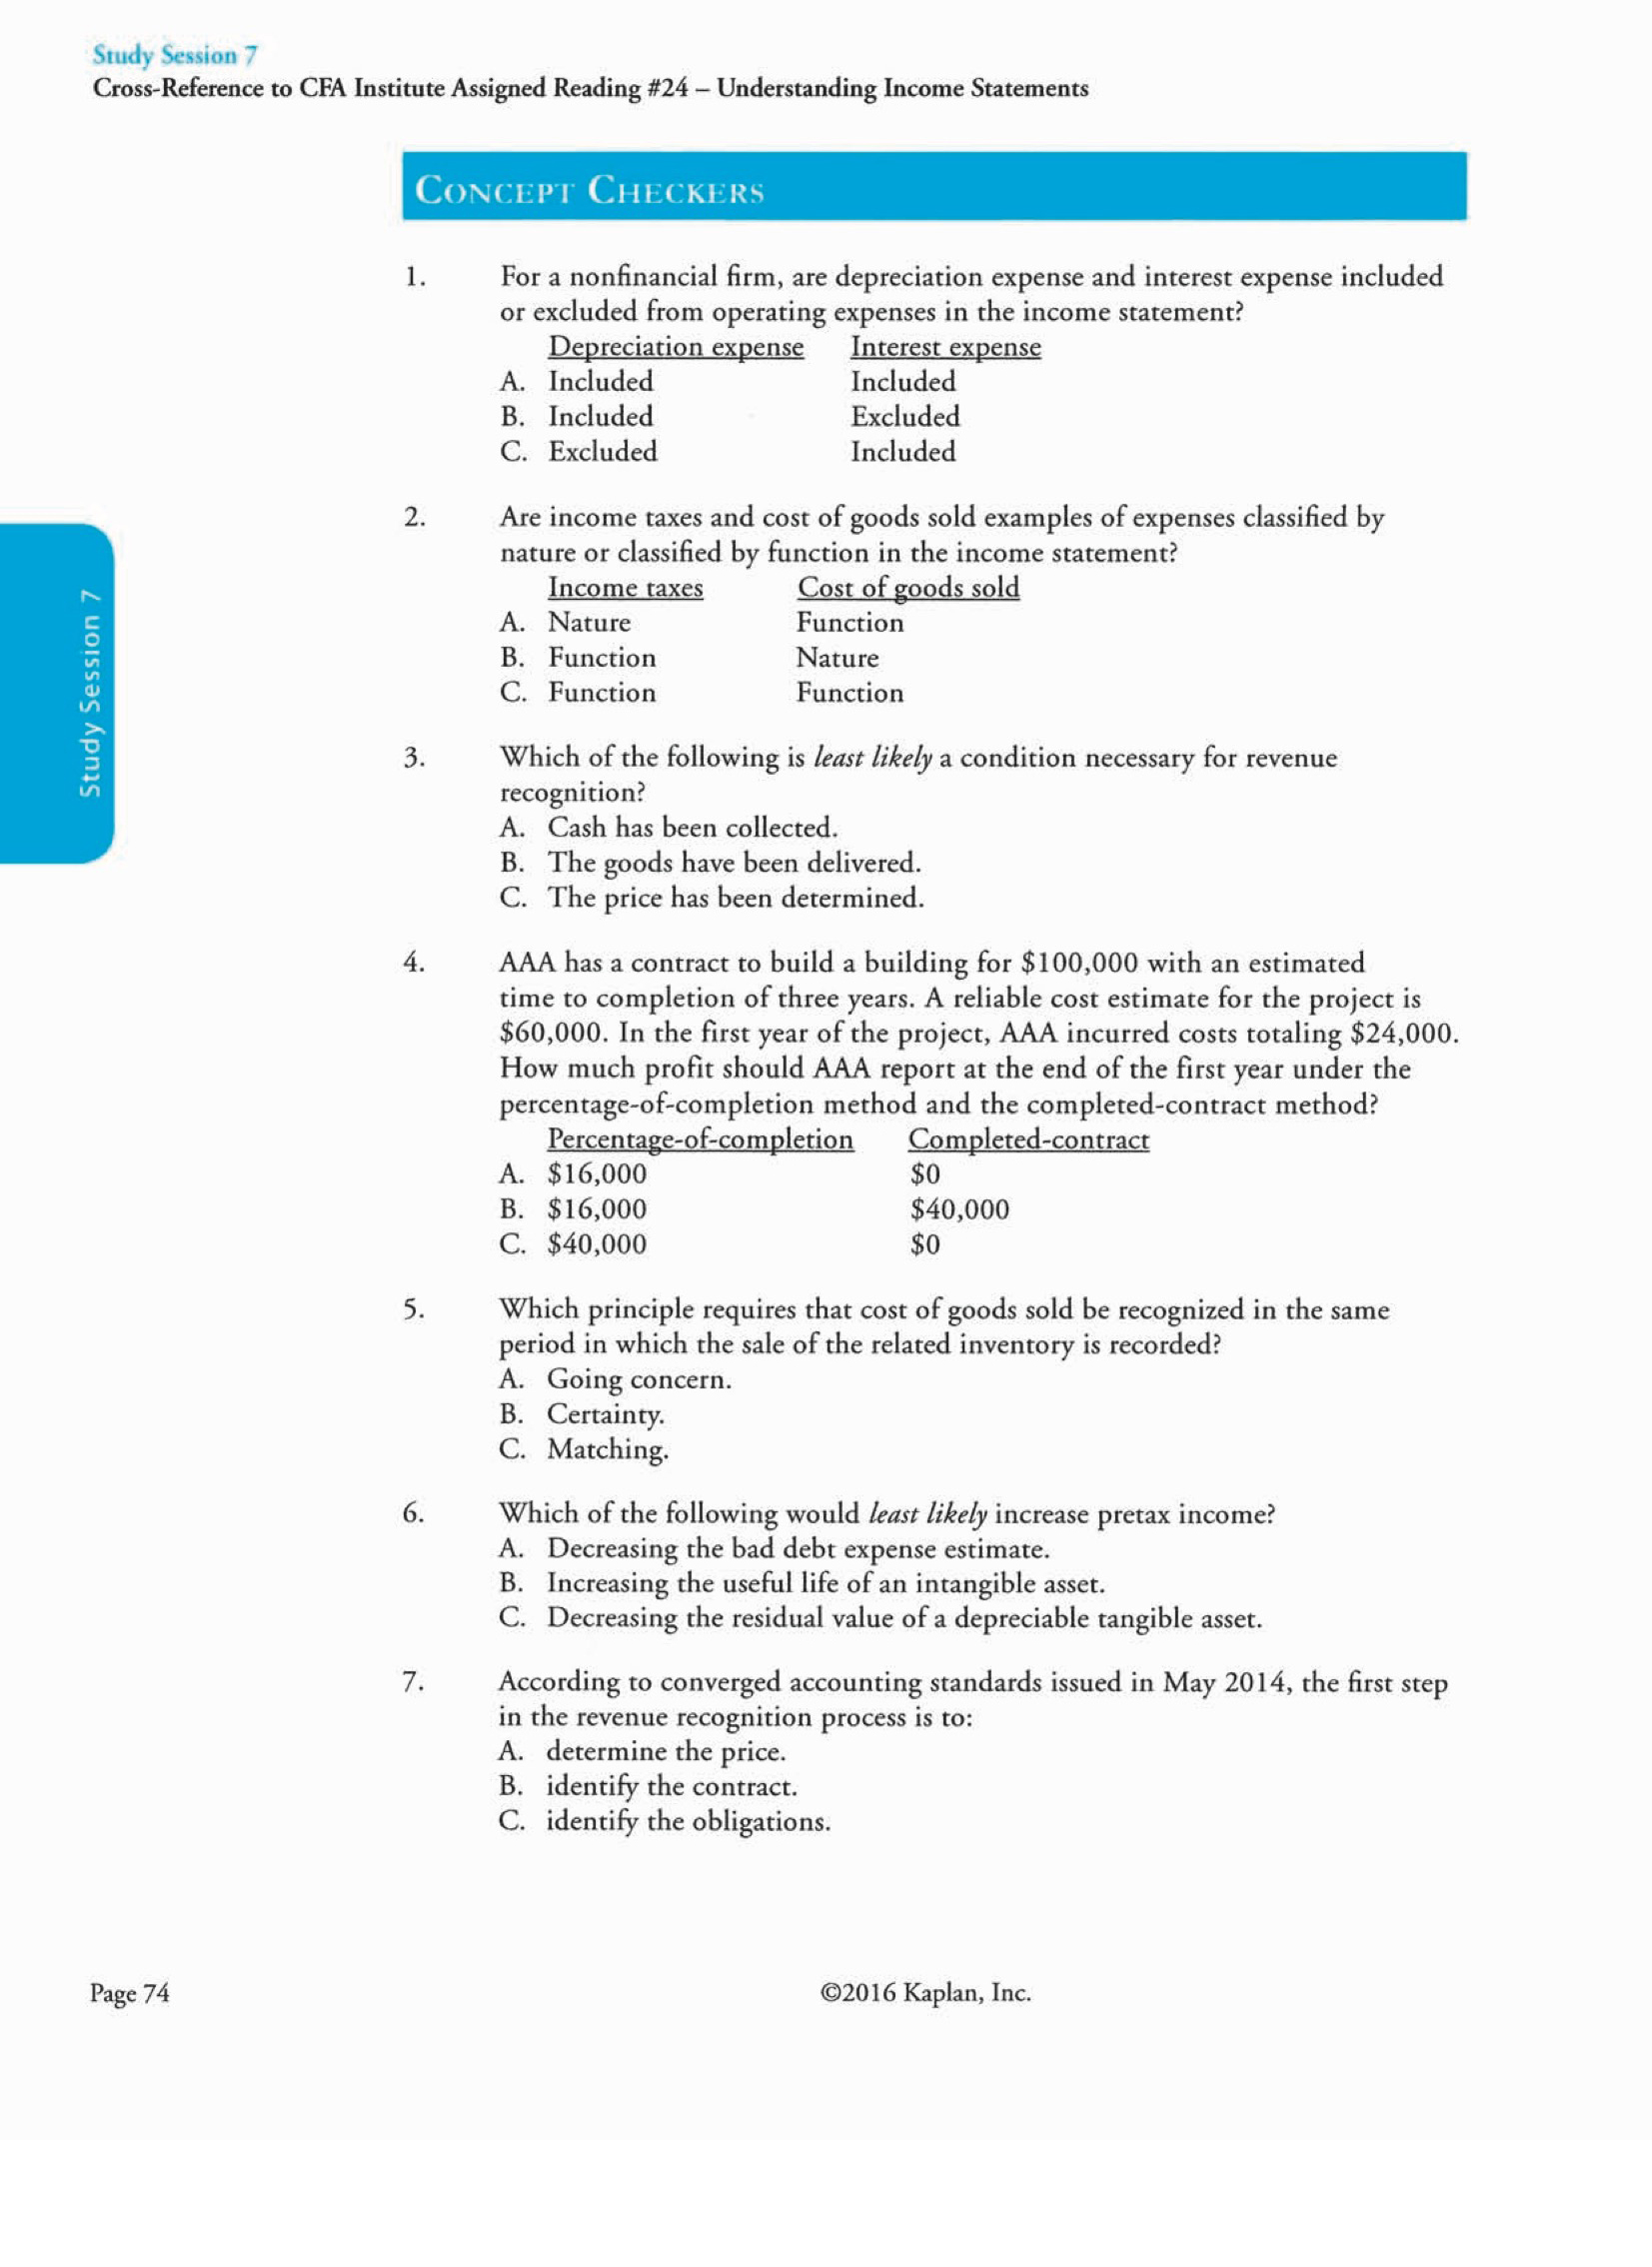 Study Session 7
Cross-Reference to CFA Institute Assigned Reading #24 – Understanding Income Statements
CONCEPT CHECKERS
1. For a nonfinancial firm, are depreciation expense and interest expense included
or excluded from operating expenses in the income statement?
Depreciation expense Interest expense
A. Included Included
B. Included Excluded
C. Excluded Included
2. Are income taxes and cost of goods sold examples of expenses classified by
nature or classified by function in the income statement?
Income taxes Cost of goods sold
A. Nature Function
B. Function Nature
C. Function Function
Study Session 7
3. Which of the following is least likely a condition necessary for revenue
recognition?
A. Cash has been collected.
B. The goods have been delivered.
C. The price has been determined.
4. AAA has a contract to build a building for $100,000 with an estimated
time to completion of three years. A reliable cost estimate for the project is
$60,000. In the first year of the project, AAA incurred costs totaling $24,000.
How much profit should AAA report at the end of the first year under the
percentage-of-completion method and the completed-contract method?
Percentage-of-completion Completed-contract
A. $16,000 $0
B. $16,000 $40,000
C. $40,000 $0
5. Which principle requires that cost of goods sold be recognized in the same
period in which the sale of the related inventory is recorded?
A. Going concern.
B. Certainty.
C. Matching.
6. Which of the following would least likely increase pretax income?
A. Decreasing the bad debt expense estimate.
B. Increasing the useful life of an intangible asset.
C. Decreasing the residual value of a depreciable tangible asset.
7. According to converged accounting standards issued in May 2014, the first step
in the revenue recognition process is to:
A. determine the price.
B. identify the contract.
C. identify the obligations.
Page 74 ©2016 Kaplan, Inc.